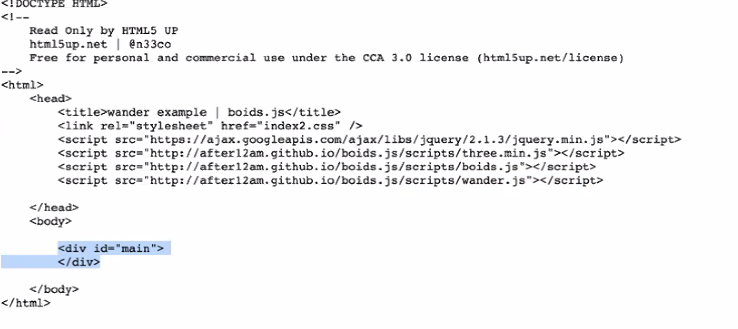 <!DOCTYPE HTML>
<!--
Read Only by HTML5 UP
html5up.net | @n33co
Free for personal and commercial use under the CCA 3.0 license (html5up.net/license)
-->
<html>
<head>
<title>wander example | boids.js</title>
<link rel="stylesheet" href="index2.css" />
<script src="https://ajax.googleapis.com/ajax/libs/jquery/2.1.3/jquery.min.js"></script>
<script src="http://after12am.github.io/boids.js/scripts/three.min.js"></script>
<script src="http://after12am.github.io/boids.js/scripts/boids.js"></script>
<script src="http://after12am.github.io/boids.js/scripts/wander.js"></script>
</head>
<body>
<div id="main">
</div>
</body>
</html>